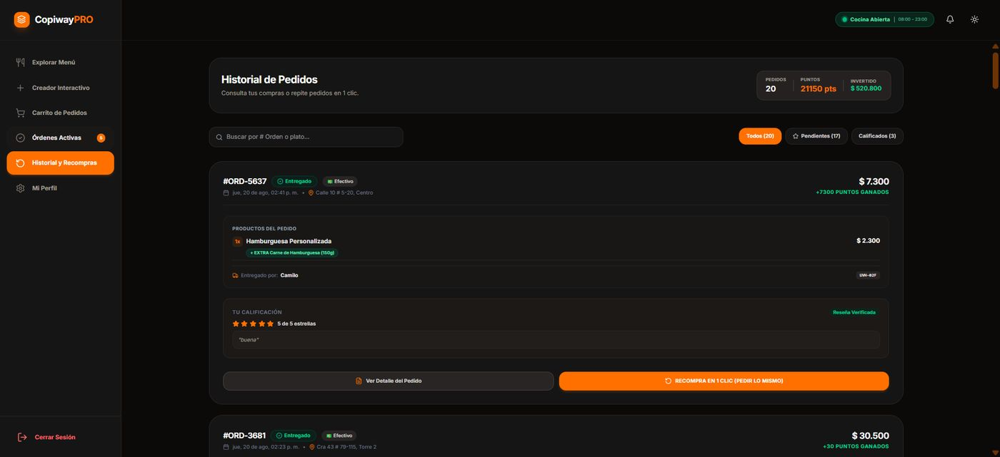 CopiwayPRO
Cocina Abierta | 08:00 - 23:00
Explorar Menú
Creador Interactivo
Carrito de Pedidos
Órdenes Activas 5
Historial y Recompras
Mi Perfil
Cerrar Sesión
Historial de Pedidos
Consulta tus compras o repite pedidos en 1 clic.
PEDIDOS
20
PUNTOS
21150 pts
INVERTIDO
$ 520.800
Buscar por # Orden o plato...
Todos (20)
Pendientes (17)
Calificados (3)
#ORD-5637 Entregado Efectivo
$ 7.300
jue, 20 de ago, 02:41 p. m. • Calle 10 # 5-20, Centro
+7300 PUNTOS GANADOS
PRODUCTOS DEL PEDIDO
1x Hamburguesa Personalizada $ 2.300
+ EXTRA Carne de Hamburguesa (150g)
Entregado por: Camilo
UVH-02F
TU CALIFICACIÓN
Reseña Verificada
5 de 5 estrellas
"buena"
Ver Detalle del Pedido
RECOMPRA EN 1 CLIC (PEDIR LO MISMO)
#ORD-3681 Entregado Efectivo
$ 30.500
jue, 20 de ago, 02:23 p. m. • Cra 43 # 79-115, Torre 2
+30 PUNTOS GANADOS